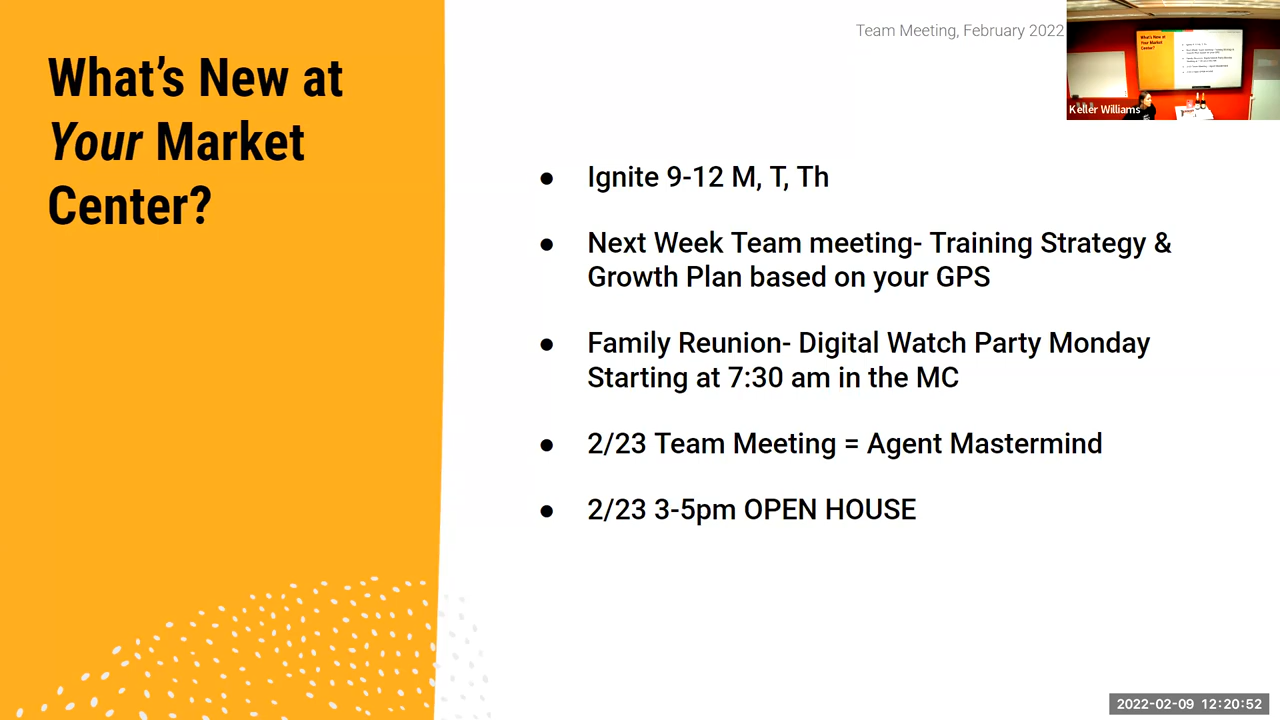 What's New at
Your Market
Center?
Team Meeting, February 2022
Keller Williams
● Ignite 9-12 M, T, Th
● Next Week Team meeting- Training Strategy &
Growth Plan based on your GPS
● Family Reunion- Digital Watch Party Monday
Starting at 7:30 am in the MC
● 2/23 Team Meeting = Agent Mastermind
● 2/23 3-5pm OPEN HOUSE
2022-02-09 12:20:52